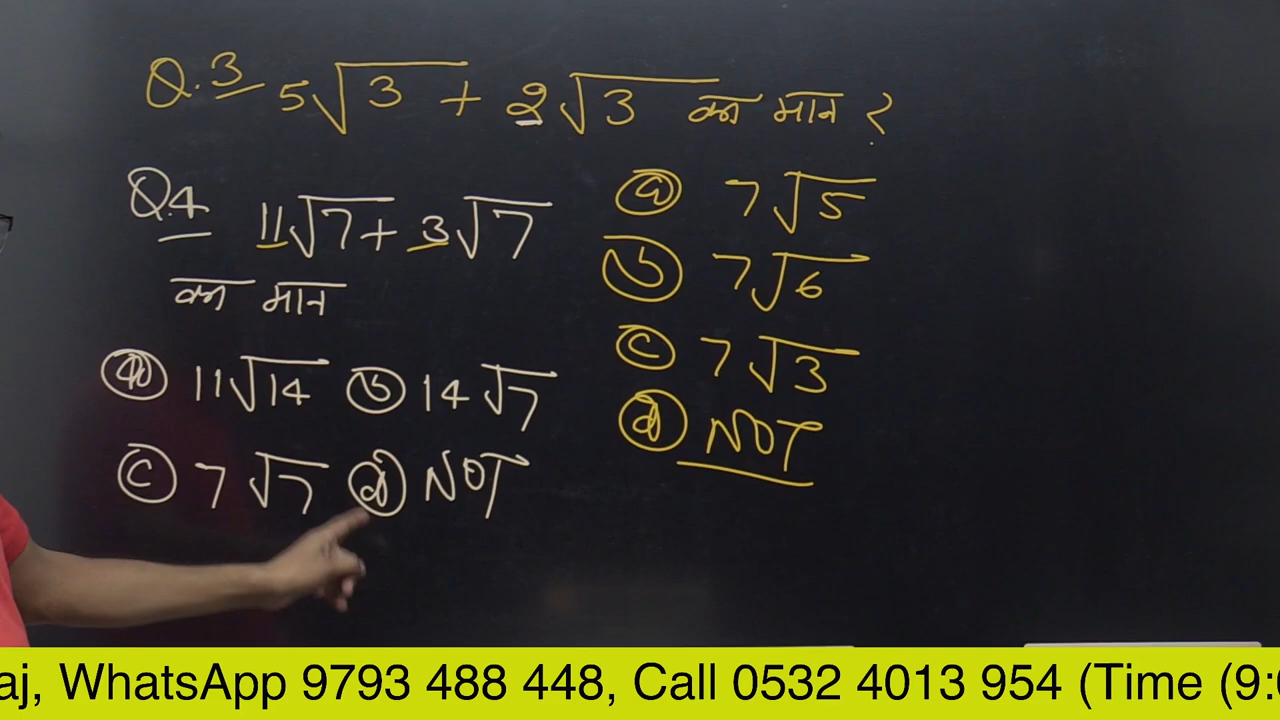 Q.3 5√3 + 2√3 का मान ?
(a) 7√5
(b) 7√6
(c) 7√3
(d) NOT
Q.4 11√7 + 3√7
का मान
(a) 11√14 (b) 14√7
(c) 7√7 (d) NOT
aj, WhatsApp 9793 488 448, Call 0532 4013 954 (Time (9: